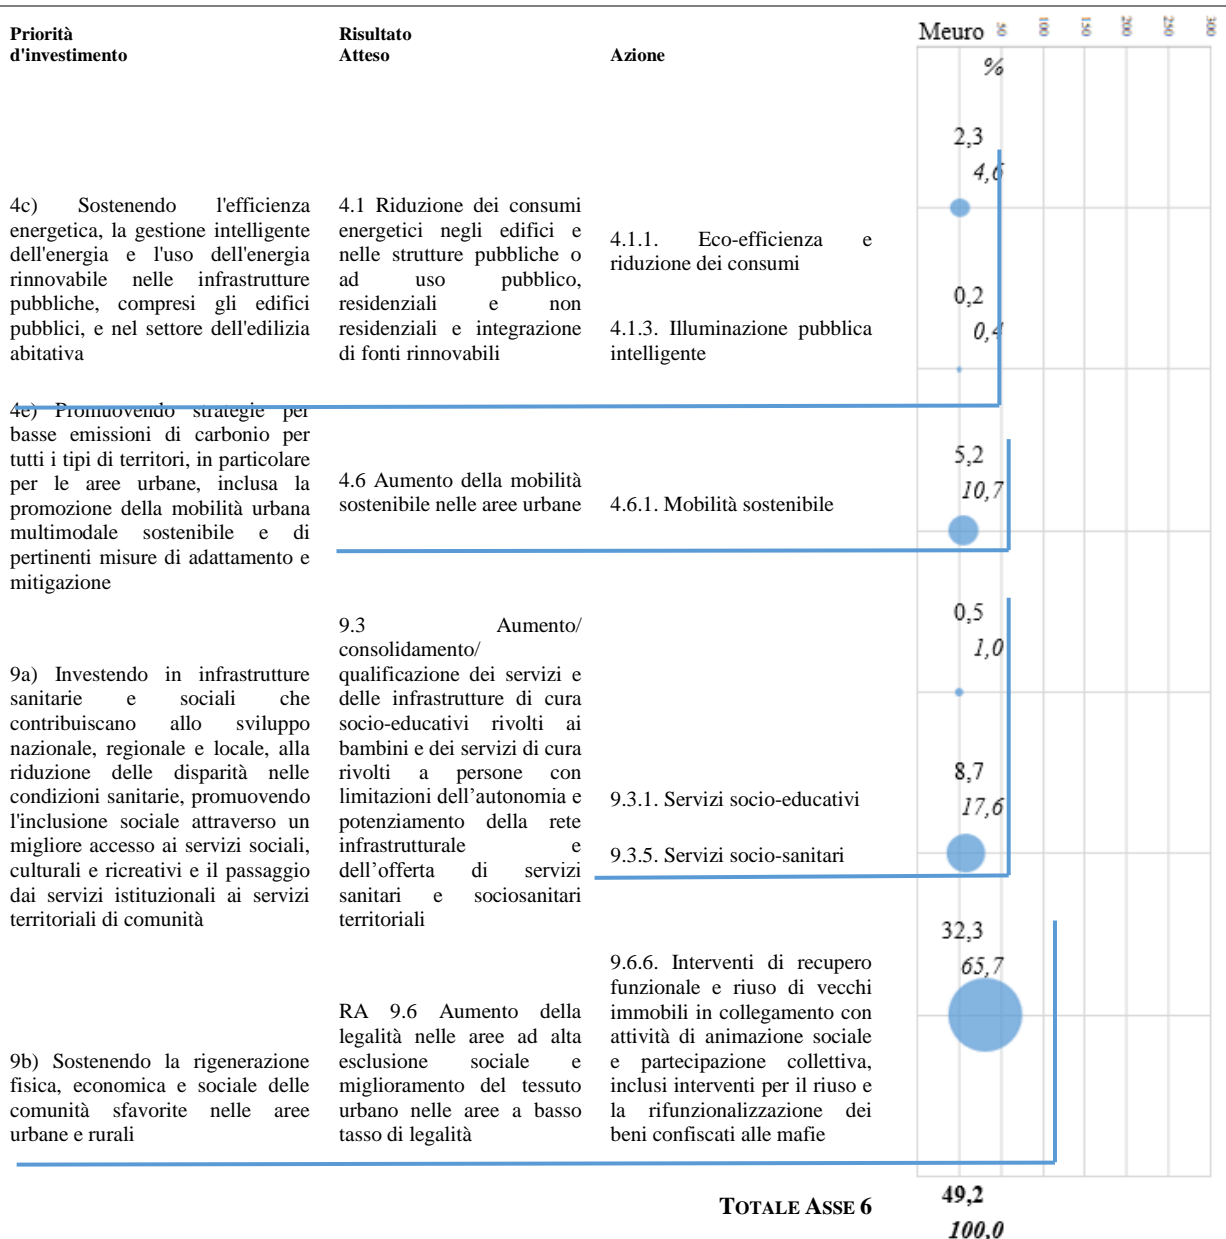 Priorità
d'investimento
Risultato
Atteso
Azione
Meuro
50
100
150
200
250
300
%
2,3
4,6
4c) Sostenendo l'efficienza
energetica, la gestione intelligente
dell'energia e l'uso dell'energia
rinnovabile nelle infrastrutture
pubbliche, compresi gli edifici
pubblici, e nel settore dell'edilizia
abitativa
4.1 Riduzione dei consumi
energetici negli edifici e
nelle strutture pubbliche o
ad uso pubblico,
residenziali e non
residenziali e integrazione
di fonti rinnovabili
4.1.1. Eco-efficienza e
riduzione dei consumi
4.1.3. Illuminazione pubblica
intelligente
0,2
0,4
4e) Promuovendo strategie per
basse emissioni di carbonio per
tutti i tipi di territori, in particolare
per le aree urbane, inclusa la
promozione della mobilità urbana
multimodale sostenibile e di
pertinenti misure di adattamento e
mitigazione
4.6 Aumento della mobilità
sostenibile nelle aree urbane
4.6.1. Mobilità sostenibile
5,2
10,7
9a) Investendo in infrastrutture
sanitarie e sociali che
contribuiscano allo sviluppo
nazionale, regionale e locale, alla
riduzione delle disparità nelle
condizioni sanitarie, promuovendo
l'inclusione sociale attraverso un
migliore accesso ai servizi sociali,
culturali e ricreativi e il passaggio
dai servizi istituzionali ai servizi
territoriali di comunità
9.3 Aumento/
consolidamento/
qualificazione dei servizi e
delle infrastrutture di cura
socio-educativi rivolti ai
bambini e dei servizi di cura
rivolti a persone con
limitazioni dell’autonomia e
potenziamento della rete
infrastrutturale e
dell’offerta di servizi
sanitari e sociosanitari
territoriali
9.3.1. Servizi socio-educativi
9.3.5. Servizi socio-sanitari
0,5
1,0
8,7
17,6
9b) Sostenendo la rigenerazione
fisica, economica e sociale delle
comunità sfavorite nelle aree
urbane e rurali
RA 9.6 Aumento della
legalità nelle aree ad alta
esclusione sociale e
miglioramento del tessuto
urbano nelle aree a basso
tasso di legalità
9.6.6. Interventi di recupero
funzionale e riuso di vecchi
immobili in collegamento con
attività di animazione sociale
e partecipazione collettiva,
inclusi interventi per il riuso e
la rifunzionalizzazione dei
beni confiscati alle mafie
32,3
65,7
TOTALE ASSE 6
49,2
100,0